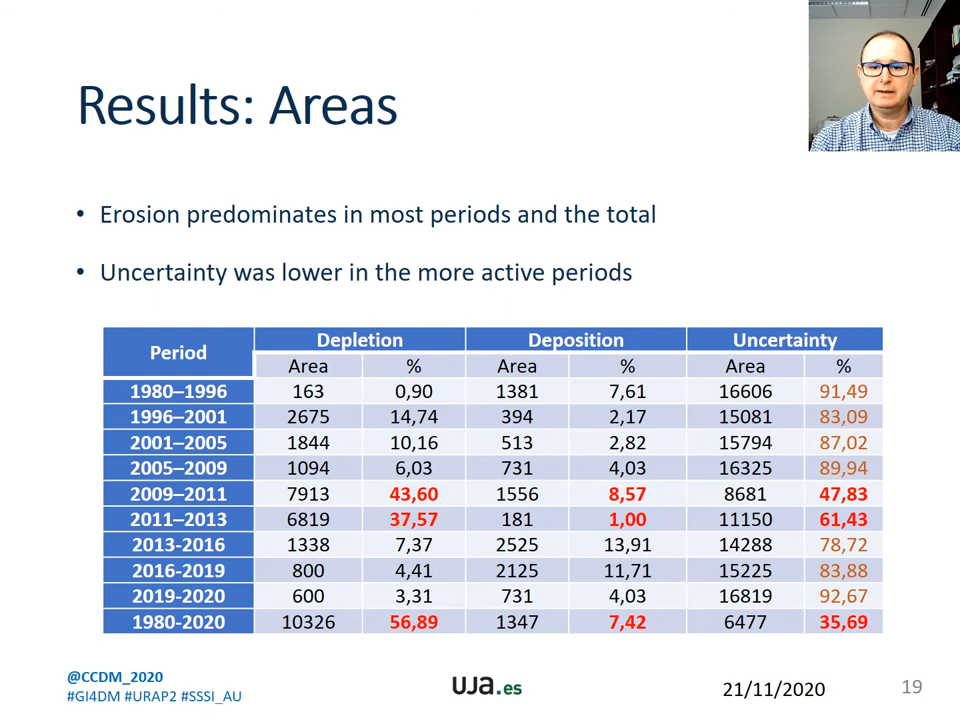 Results: Areas
• Erosion predominates in most periods and the total
• Uncertainty was lower in the more active periods
Period Depletion Deposition Uncertainty
Area % Area % Area %
1980–1996 163 0,90 1381 7,61 16606 91,49
1996–2001 2675 14,74 394 2,17 15081 83,09
2001–2005 1844 10,16 513 2,82 15794 87,02
2005–2009 1094 6,03 731 4,03 16325 89,94
2009–2011 7913 43,60 1556 8,57 8681 47,83
2011–2013 6819 37,57 181 1,00 11150 61,43
2013-2016 1338 7,37 2525 13,91 14288 78,72
2016-2019 800 4,41 2125 11,71 15225 83,88
2019-2020 600 3,31 731 4,03 16819 92,67
1980-2020 10326 56,89 1347 7,42 6477 35,69
@CCDM_2020
#GI4DM #URAP2 #SSSI_AU
uja.es
21/11/2020
19